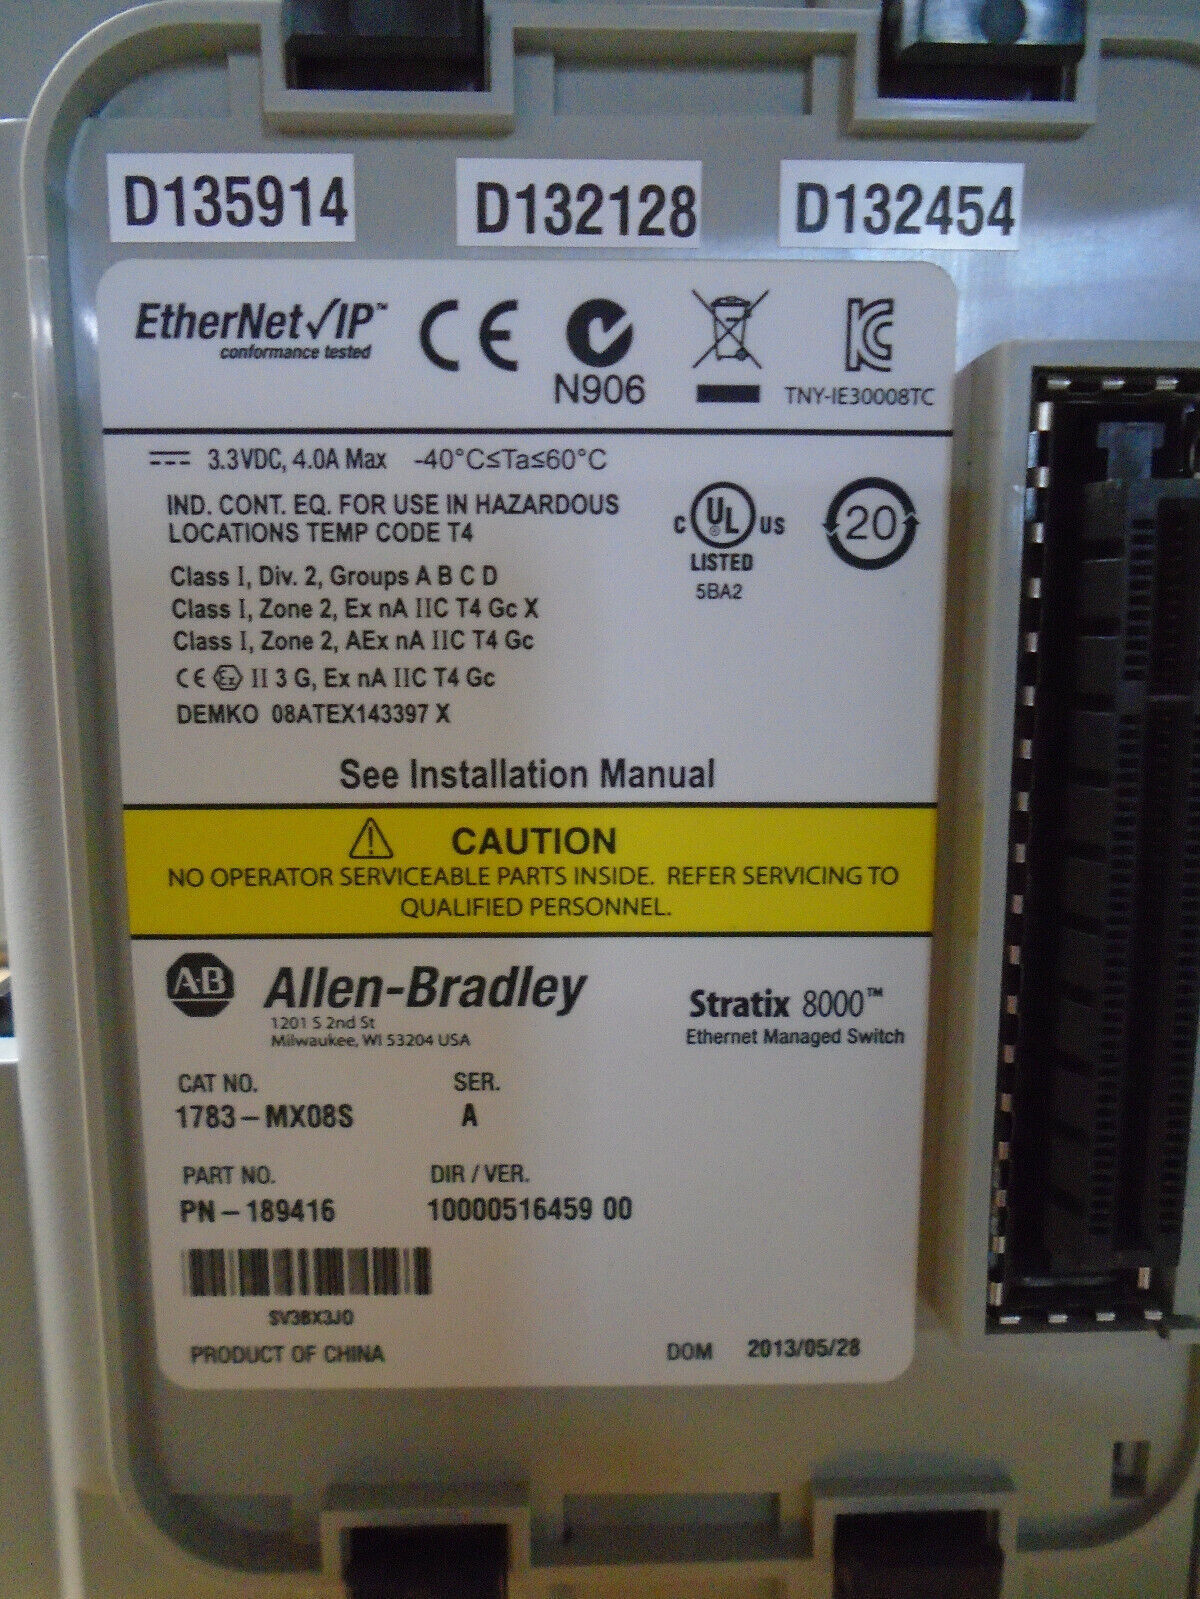 D135914 D132128 D132454
EtherNet/IP™
conformance tested
CE
N906
TNY-IE30008TC
3.3VDC, 4.0A Max -40°C≤Ta≤60°C
IND. CONT. EQ. FOR USE IN HAZARDOUS
LOCATIONS TEMP CODE T4
C UL US
LISTED
5BA2
20
Class I, Div. 2, Groups A B C D
Class I, Zone 2, Ex nA IIC T4 Gc X
Class I, Zone 2, AEx nA IIC T4 Gc
CE Ex II 3 G, Ex nA IIC T4 Gc
DEMKO 08ATEX143397 X
See Installation Manual
CAUTION
NO OPERATOR SERVICEABLE PARTS INSIDE. REFER SERVICING TO
QUALIFIED PERSONNEL.
A-B Allen-Bradley
1201 S 2nd St
Milwaukee, WI 53204 USA
Stratix 8000™
Ethernet Managed Switch
CAT NO. SER.
1783-MX08S A
PART NO. DIR / VER.
PN-189416 10000516459 00
SV3BX3J0
PRODUCT OF CHINA DOM 2013/05/28